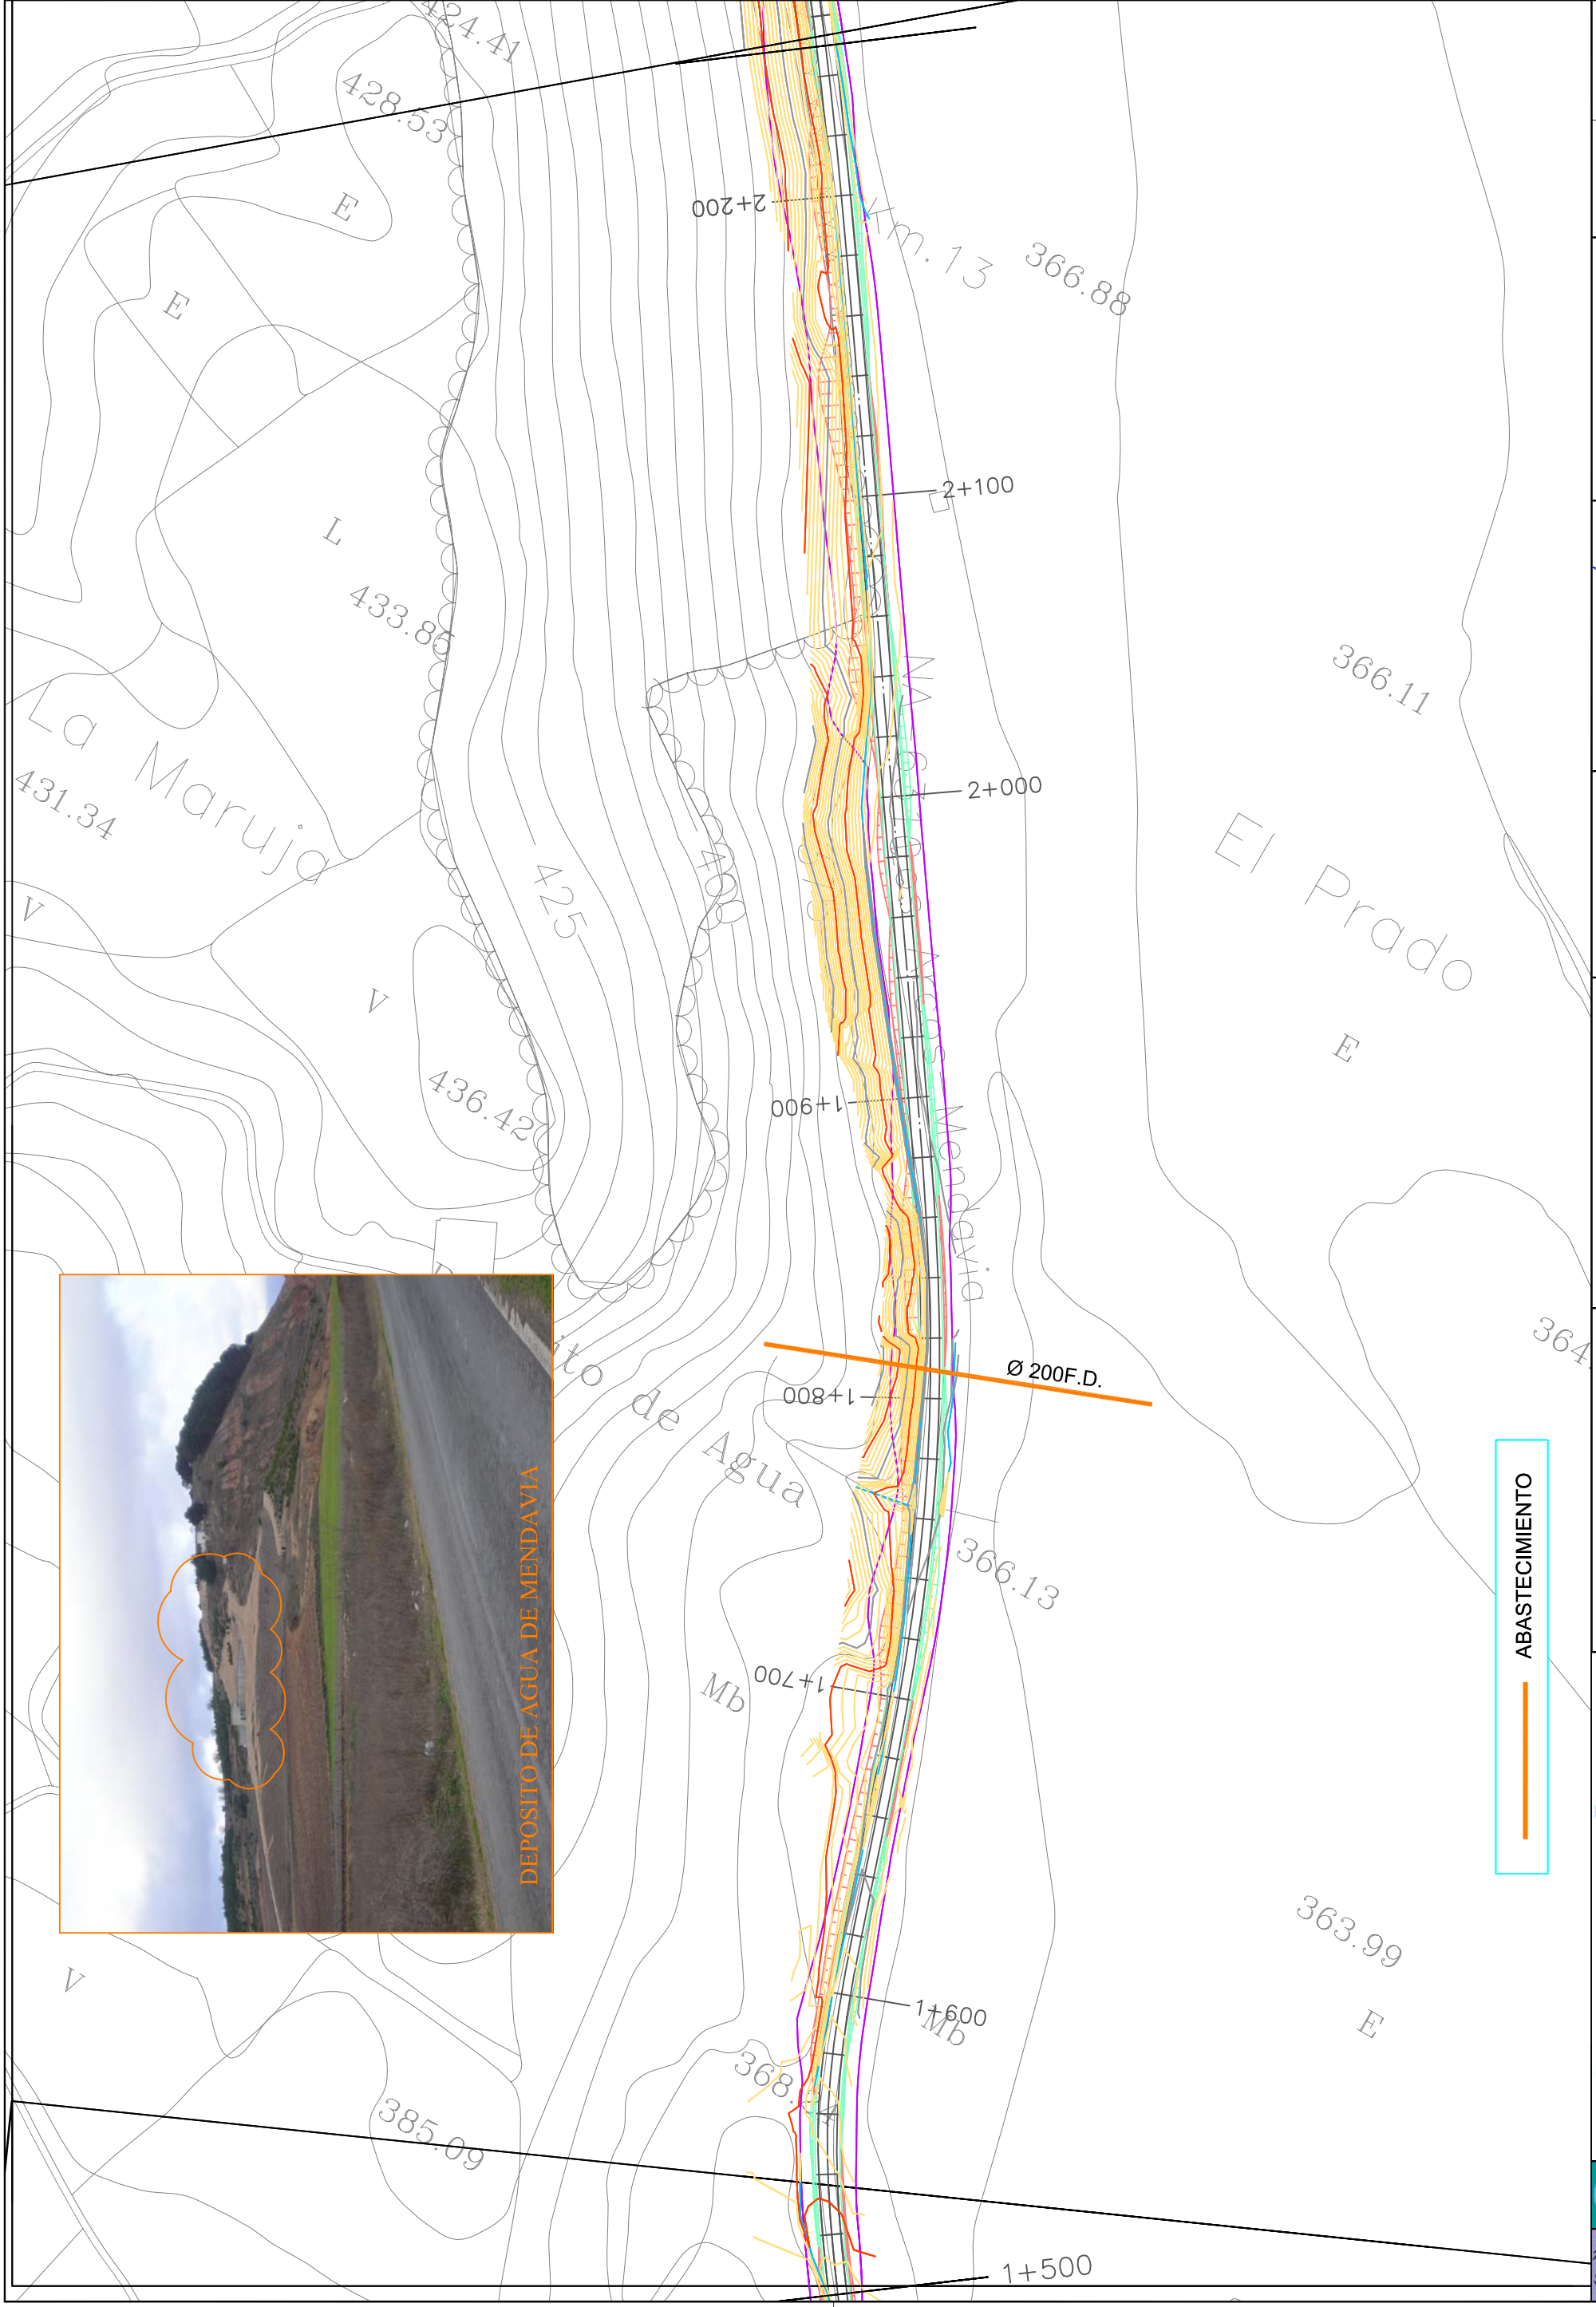 424.41
428.53
E
2+200
Km.13
366.88
E
2+100
L
433.85
366.11
La Maruja
431.34
2+000
El Prado
400
425
V
V
E
436.42
1+900
Mendavia
364.
Ø 200F.D.
1+800
ito de Agua
366.13
ABASTECIMIENTO
DEPOSITO DE AGUA DE MENDAVIA
Mb
1+700
363.99
V
1+600
Mb
E
385.09
1+500